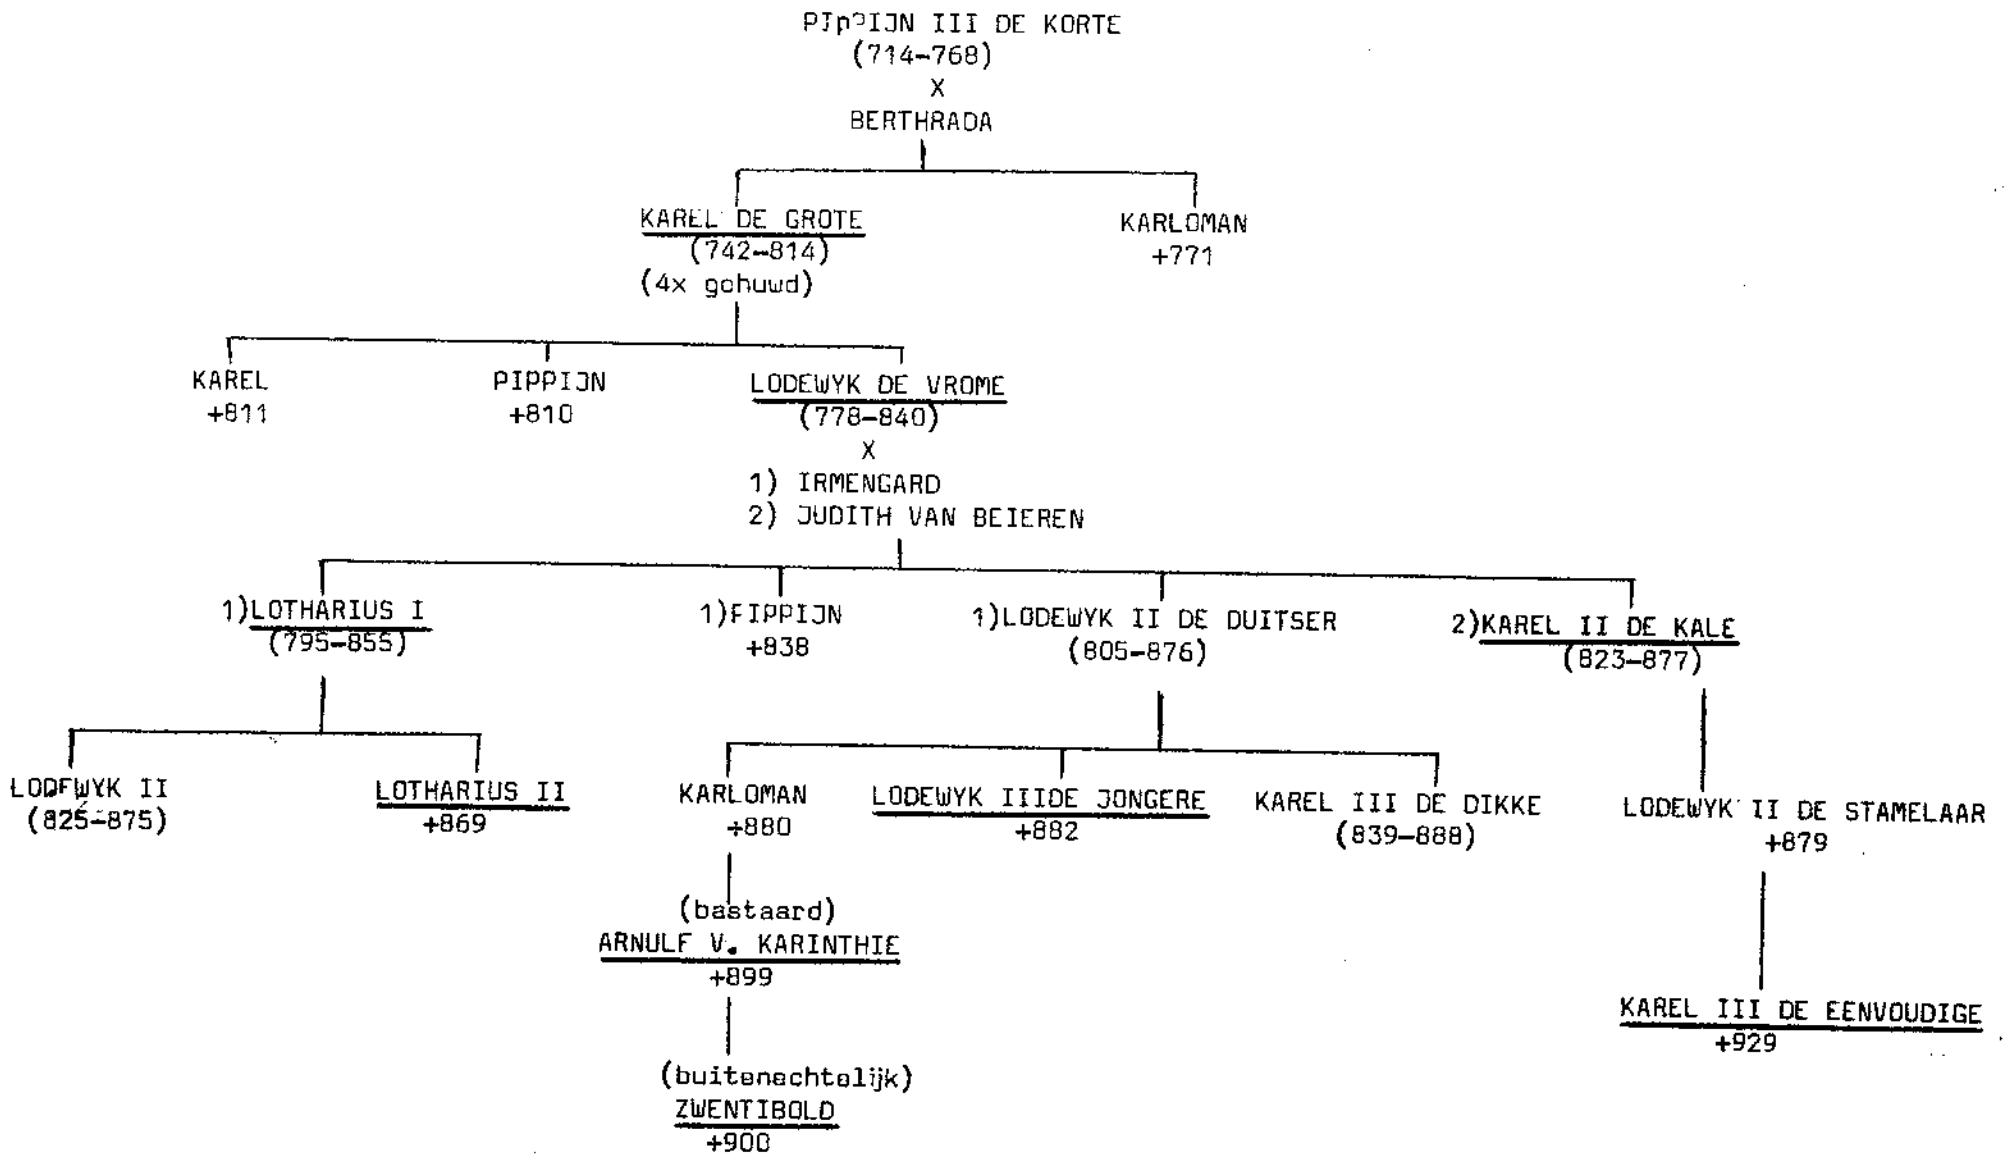 PIPPIJN III DE KORTE
(714-768)
X
BERTHRADA
KAREL DE GROTE
(742-814)
(4x gehuwd)
KARLOMAN
+771
KAREL
+811
PIPPIJN
+810
LODEWYK DE VROME
(778-840)
X
1) IRMENGARD
2) JUDITH VAN BEIEREN
1)LOTHARIUS I
(795-855)
1)PIPPIJN
+838
1)LODEWYK II DE DUITSER
(805-876)
2)KAREL II DE KALE
(823-877)
LODEWYK II
(825-875)
LOTHARIUS II
+869
KARLOMAN
+880
LODEWYK IIIDE JONGERE
+882
KAREL III DE DIKKE
(839-888)
LODEWYK II DE STAMELAAR
+879
(bastaard)
ARNULF V. KARINTHIE
+899
KAREL III DE EENVOUDIGE
+929
(buitenechtelijk)
ZWENTIBOLD
+900